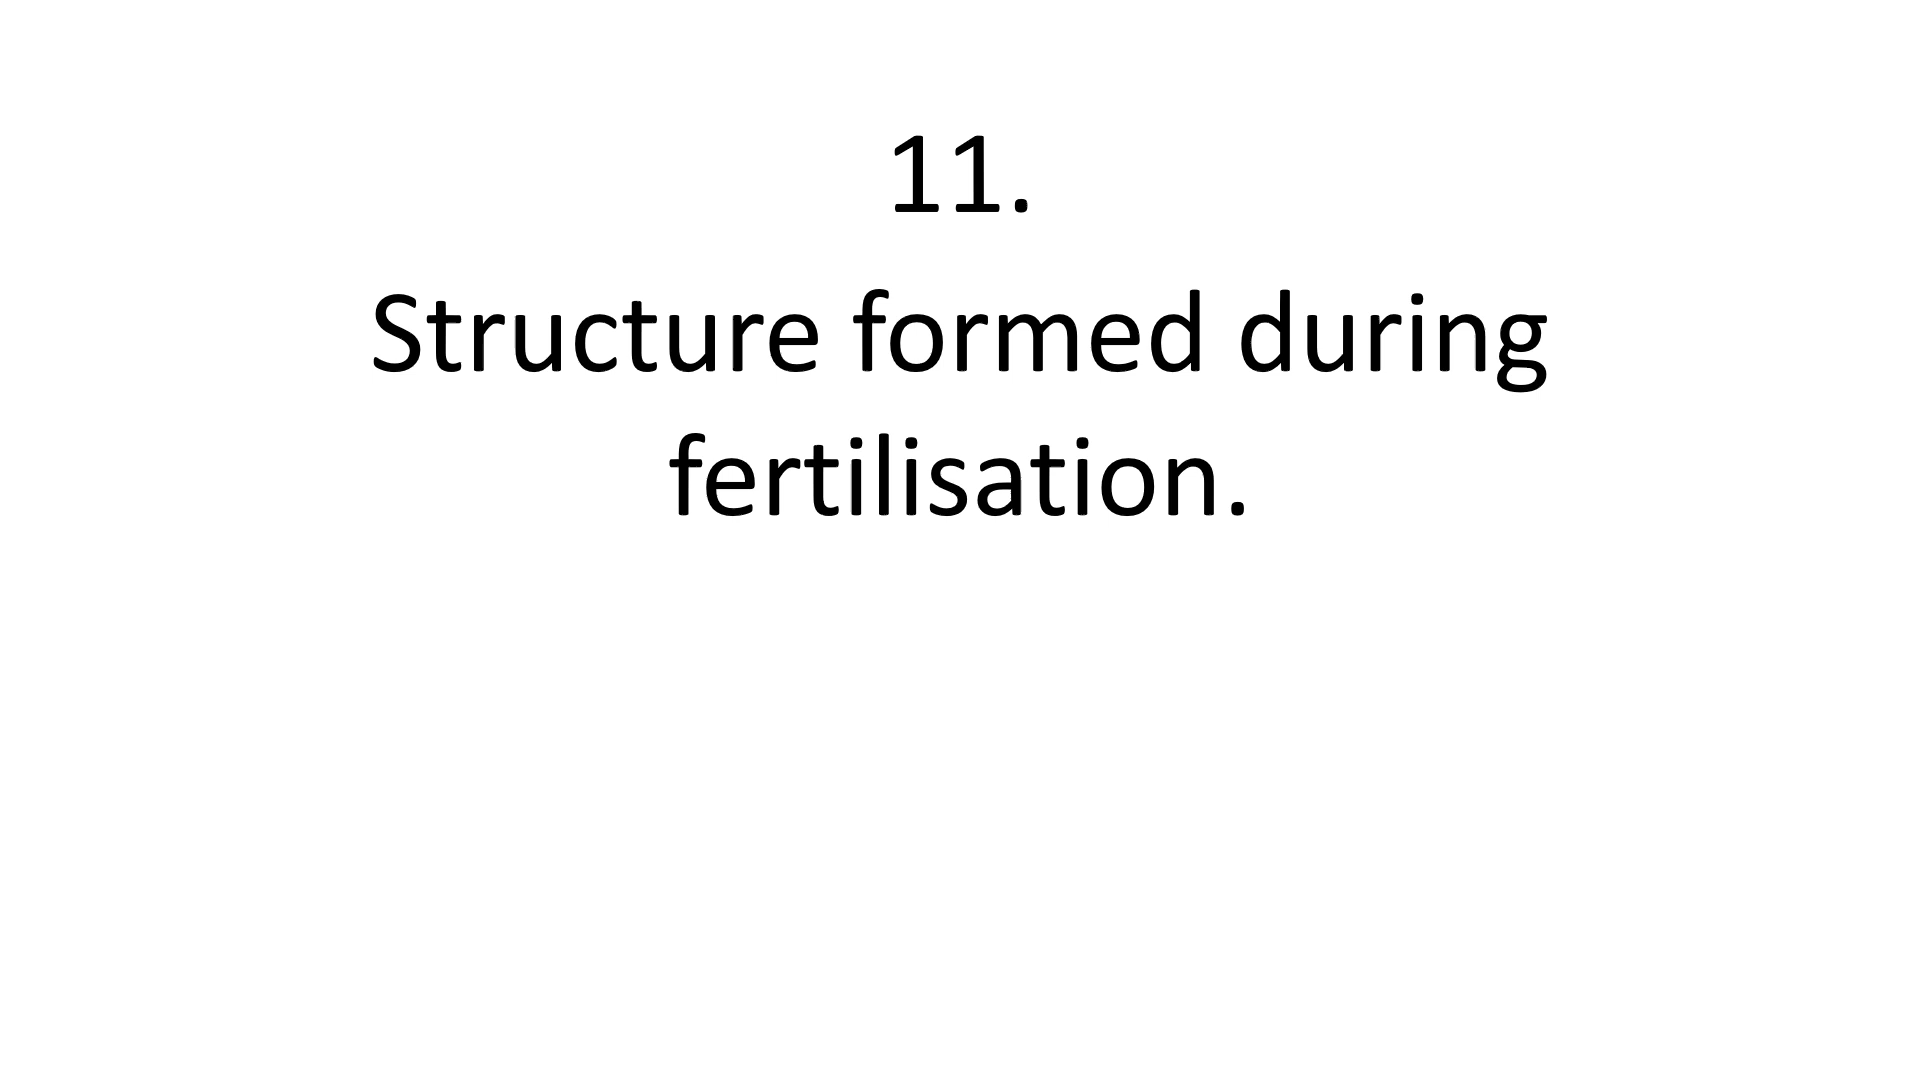 11.
Structure formed during
fertilisation.